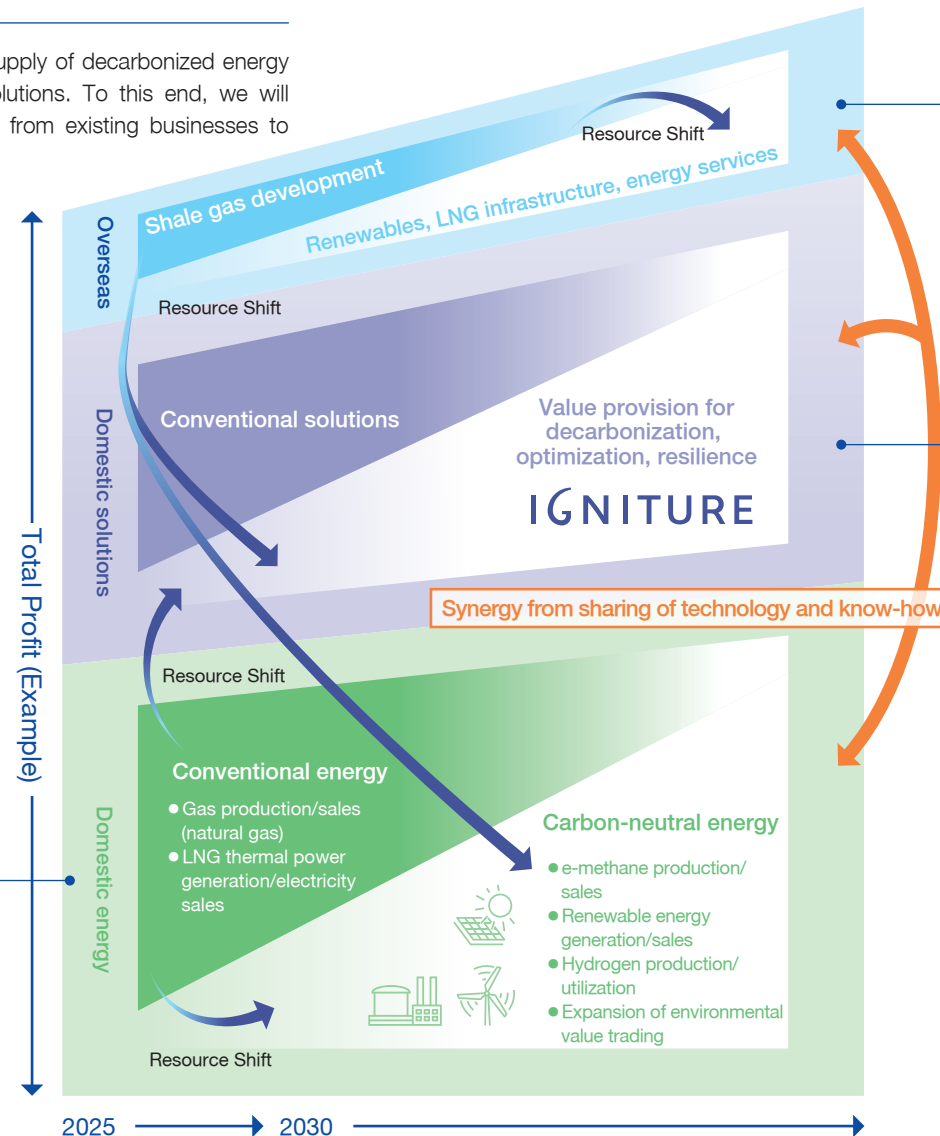 upply of decarbonized energy
olutions. To this end, we will
from existing businesses to
Resource Shift
Shale gas development
Renewables, LNG infrastructure, energy services
Overseas
Resource Shift
Conventional solutions
Value provision for
decarbonization,
optimization, resilience
IGNITURE
Domestic solutions
Total Profit (Example)
Synergy from sharing of technology and know-how
Resource Shift
Conventional energy
● Gas production/sales
(natural gas)
● LNG thermal power
generation/electricity
sales
Domestic energy
Carbon-neutral energy
● e-methane production/
sales
● Renewable energy
generation/sales
● Hydrogen production/
utilization
● Expansion of environmental
value trading
Resource Shift
2025
2030